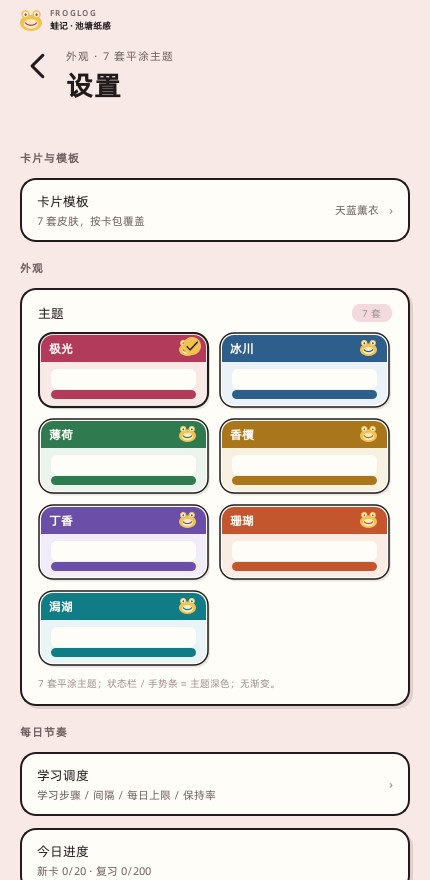 FROGLOG
蛙记·池塘纸感
外观·7 套平涂主题
设置
卡片与模板
卡片模板
7 套皮肤，按卡包覆盖
天蓝薰衣 ›
外观
主题
7 套
极光
冰川
薄荷
香檟
丁香
珊瑚
潟湖
7 套平涂主题；状态栏 / 手势条 = 主题深色；无渐变。
每日节奏
学习调度
学习步骤 / 间隔 / 每日上限 / 保持率
›
今日进度
新卡 0/20 · 复习 0/200